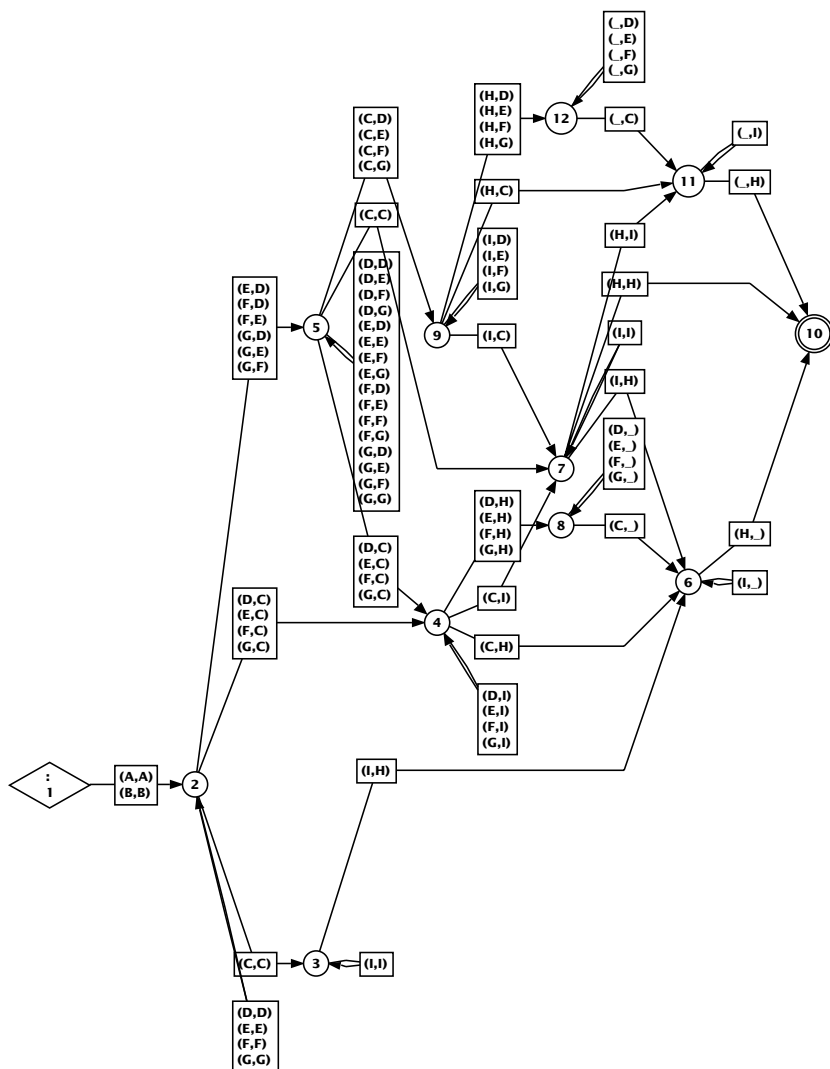 (_,D)
(_,E)
(_,F)
(_,G)
(H,D)
(H,E)
(H,F)
(H,G)
12
(_,C)
(_,I)
(C,D)
(C,E)
(C,F)
(C,G)
11
(_,H)
(H,C)
(C,C)
(H,I)
(I,D)
(I,E)
(I,F)
(I,G)
(D,D)
(D,E)
(D,F)
(D,G)
(E,D)
(E,E)
(E,F)
(E,G)
(F,D)
(F,E)
(F,F)
(F,G)
(G,D)
(G,E)
(G,F)
(G,G)
(H,H)
(E,D)
(F,D)
(F,E)
(G,D)
(G,E)
(G,F)
5
9
(I,C)
(I,I)
10
(I,H)
7
(D,_)
(E,_)
(F,_)
(G,_)
(D,H)
(E,H)
(F,H)
(G,H)
8
(C,_)
(H,_)
(D,C)
(E,C)
(F,C)
(G,C)
(C,I)
6
(I,_)
(D,C)
(E,C)
(F,C)
(G,C)
4
(C,H)
(D,I)
(E,I)
(F,I)
(G,I)
:
1
(A,A)
(B,B)
2
(I,H)
(C,C)
3
(I,I)
(D,D)
(E,E)
(F,F)
(G,G)